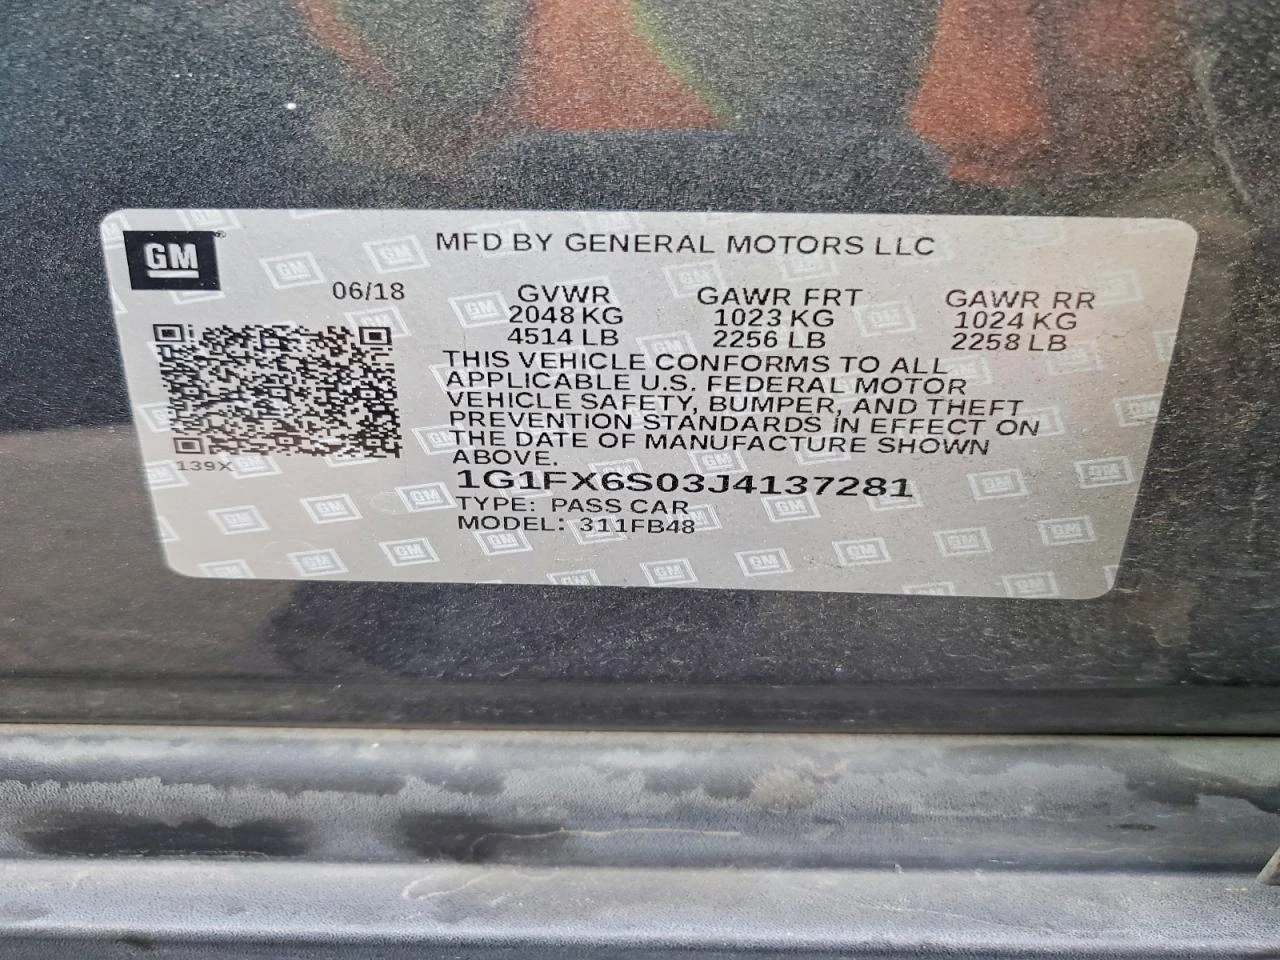 GM
MFD BY GENERAL MOTORS LLC
06/18
GVWR GAWR FRT GAWR RR
2048 KG 1023 KG 1024 KG
4514 LB 2256 LB 2258 LB
THIS VEHICLE CONFORMS TO ALL
APPLICABLE U.S. FEDERAL MOTOR
VEHICLE SAFETY, BUMPER, AND THEFT
PREVENTION STANDARDS IN EFFECT ON
THE DATE OF MANUFACTURE SHOWN
ABOVE.
139X
1G1FX6S03J4137281
TYPE: PASS CAR
MODEL: 311FB48